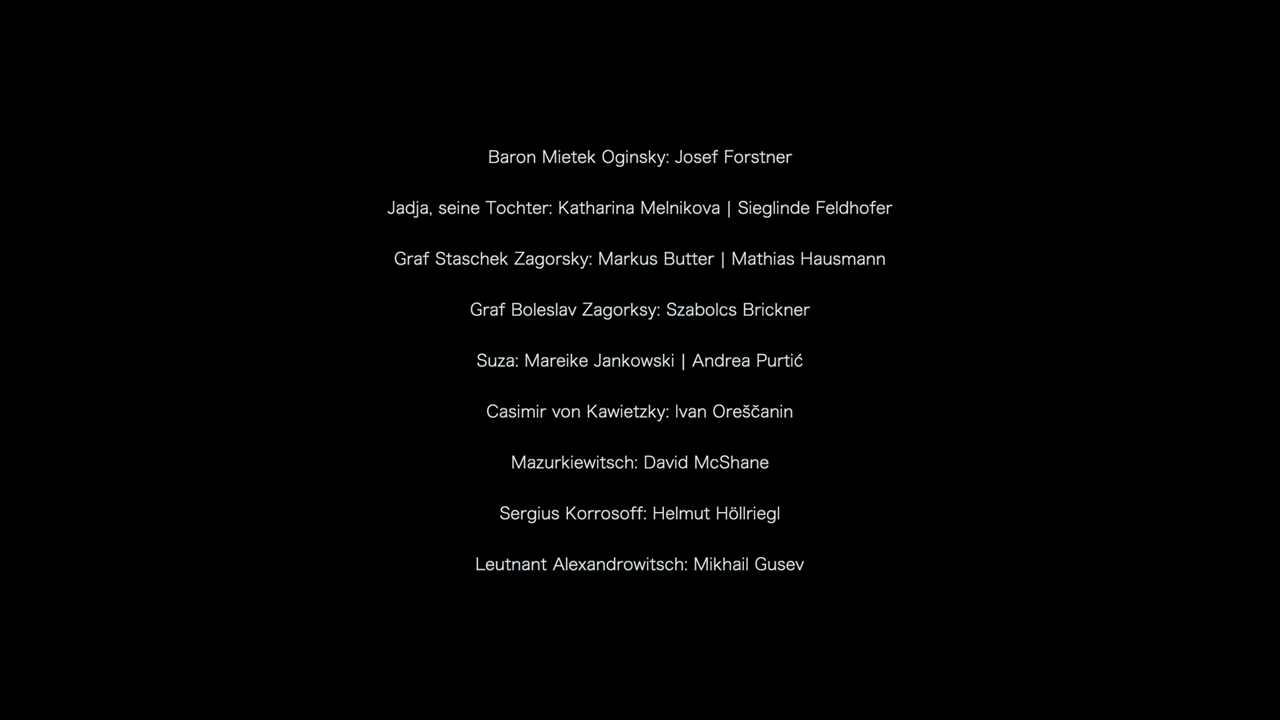 Baron Mietek Oginsky: Josef Forstner
Jadja, seine Tochter: Katharina Melnikova | Sieglinde Feldhofer
Graf Staschek Zagorsky: Markus Butter | Mathias Hausmann
Graf Boleslav Zagorksy: Szabolcs Brickner
Suza: Mareike Jankowski | Andrea Purtić
Casimir von Kawietzky: Ivan Oreščanin
Mazurkiewitsch: David McShane
Sergius Korrosoff: Helmut Höllriegl
Leutnant Alexandrowitsch: Mikhail Gusev